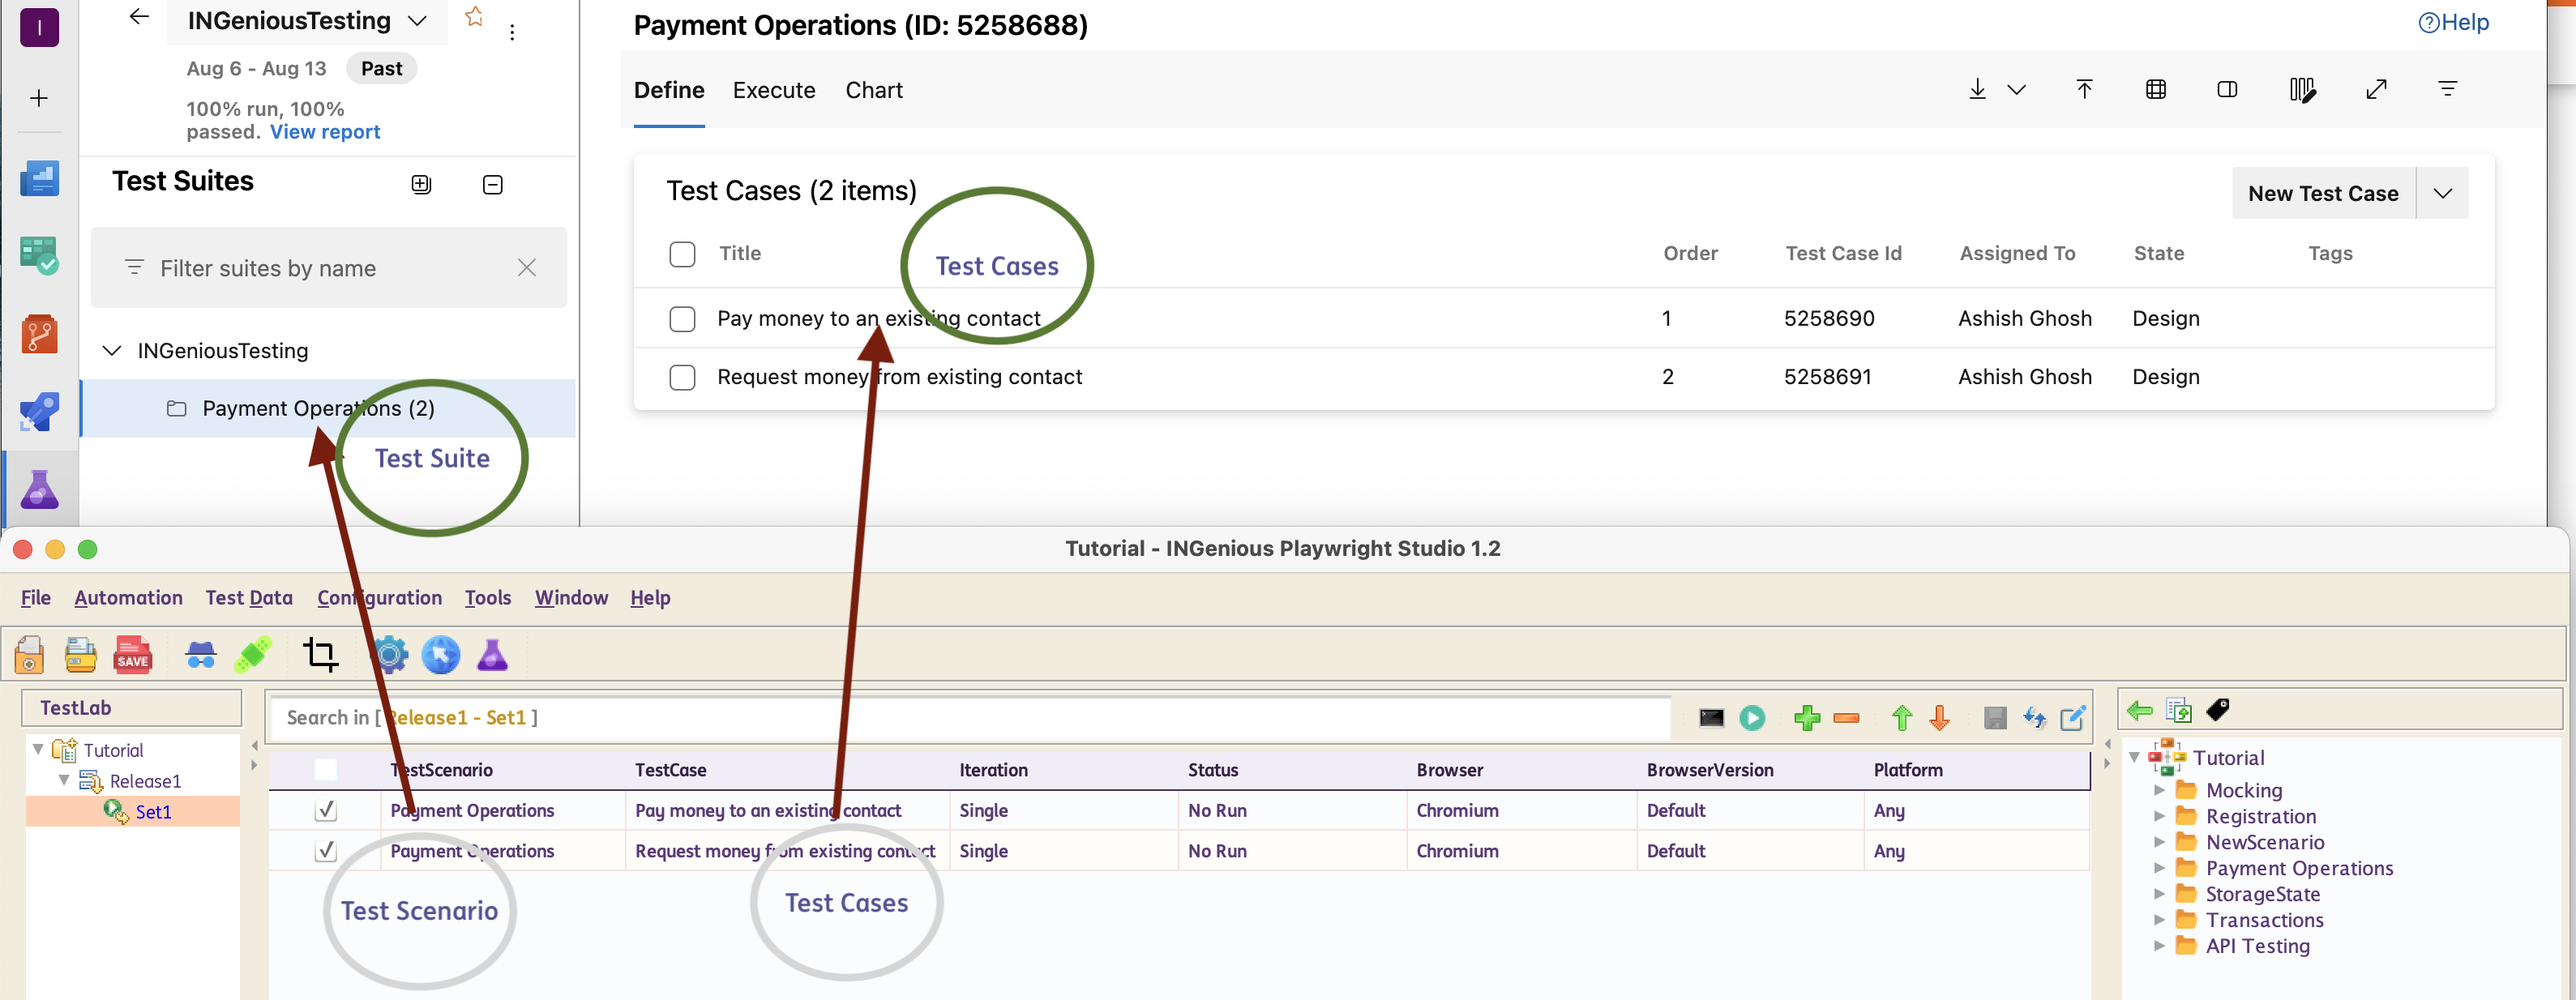 I
INGeniousTesting
Aug 6 - Aug 13 Past
100% run, 100%
passed. View report
Test Suites
Filter suites by name
INGeniousTesting
Payment Operations (2)
Test Suite
Payment Operations (ID: 5258688)
Help
Define Execute Chart
Test Cases (2 items)
New Test Case
Test Cases
Title Order Test Case Id Assigned To State Tags
Pay money to an existing contact 1 5258690 Ashish Ghosh Design
Request money from existing contact 2 5258691 Ashish Ghosh Design
Tutorial - INGenious Playwright Studio 1.2
File Automation Test Data Configuration Tools Window Help
SAVE
TestLab
Tutorial
Release1
Set1
Search in [ Release1 - Set1 ]
TestScenario TestCase Iteration Status Browser BrowserVersion Platform
Payment Operations Pay money to an existing contact Single No Run Chromium Default Any
Payment Operations Request money from existing contact Single No Run Chromium Default Any
Test Scenario
Test Cases
Tutorial
Mocking
Registration
NewScenario
Payment Operations
StorageState
Transactions
API Testing